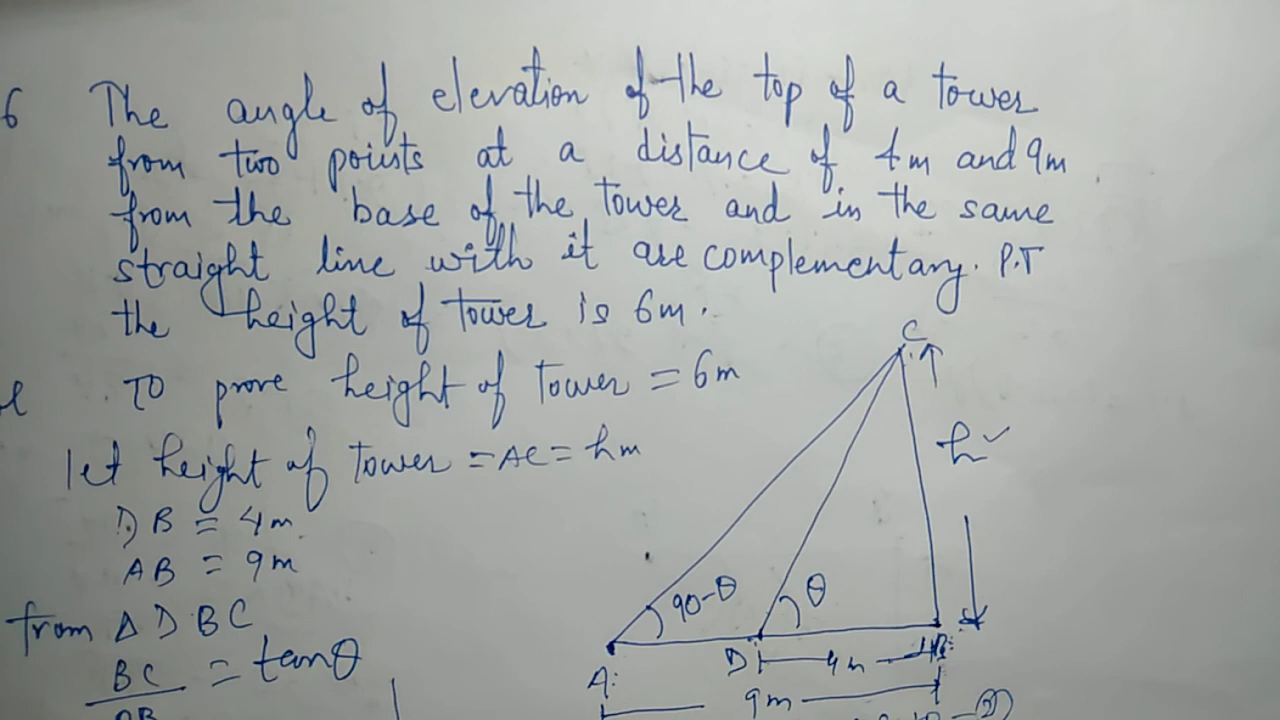 6 The angle of elevation of the top of a tower
from two points at a distance of 4m and 9m
from the base of the tower and in the same
straight line with it are complementary. P.T
the height of tower is 6m.
To prove height of tower = 6m
let height of tower = AC = hm
DB = 4m
AB = 9m
from Δ DBC
BC = tanθ
C
h
90-θ
θ
A
D
4m
B
9m